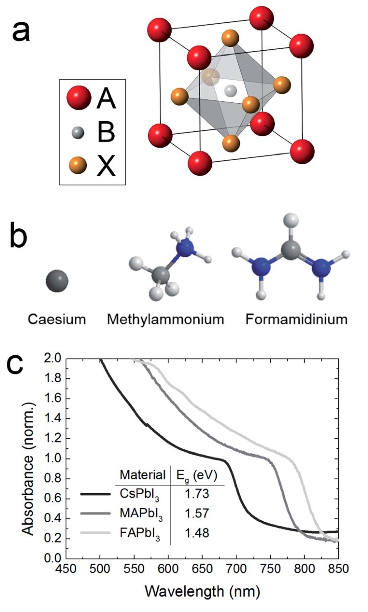 a
A
B
X
b
Caesium Methylammonium Formamidinium
c
2.0
1.8
1.6
1.4
1.2
1.0
0.8
0.6
0.4
0.2
0.0
Absorbance (norm.)
Material E_g (eV)
CsPbI₃ 1.73
MAPbI₃ 1.57
FAPbI₃ 1.48
450 500 550 600 650 700 750 800 850
Wavelength (nm)